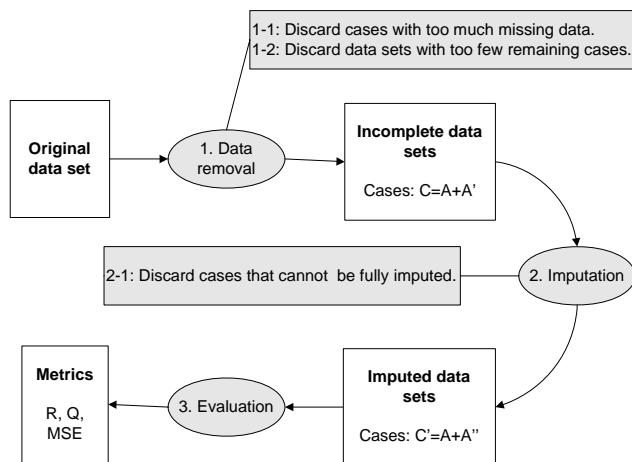 1-1: Discard cases with too much missing data.
1-2: Discard data sets with too few remaining cases.
Original
data set
1. Data
removal
Incomplete data
sets
Cases: C=A+A’
2-1: Discard cases that cannot be fully imputed.
2. Imputation
Metrics
R, Q,
MSE
3. Evaluation
Imputed data
sets
Cases: C’=A+A’’